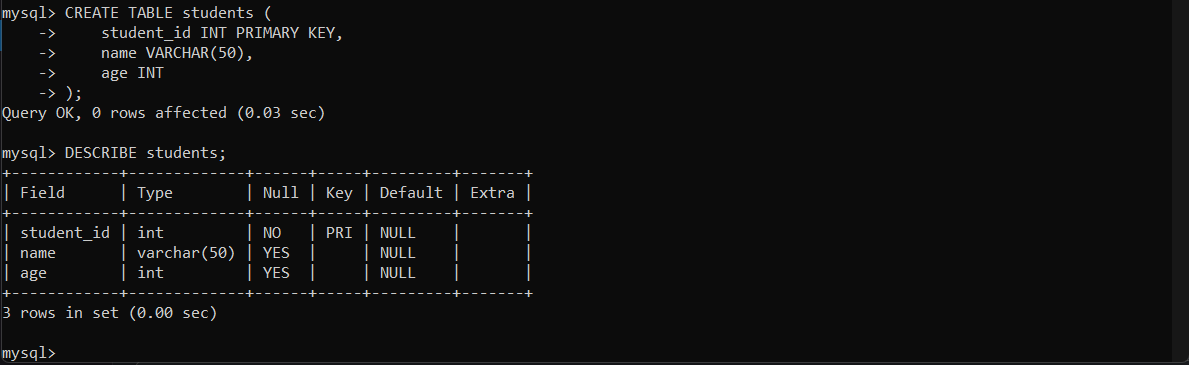 mysql> CREATE TABLE students (
    ->     student_id INT PRIMARY KEY,
    ->     name VARCHAR(50),
    ->     age INT
    -> );
Query OK, 0 rows affected (0.03 sec)

mysql> DESCRIBE students;
+------------+-------------+------+-----+---------+-------+
| Field      | Type        | Null | Key | Default | Extra |
+------------+-------------+------+-----+---------+-------+
| student_id | int         | NO   | PRI | NULL    |       |
| name       | varchar(50) | YES  |     | NULL    |       |
| age        | int         | YES  |     | NULL    |       |
+------------+-------------+------+-----+---------+-------+
3 rows in set (0.00 sec)

mysql>